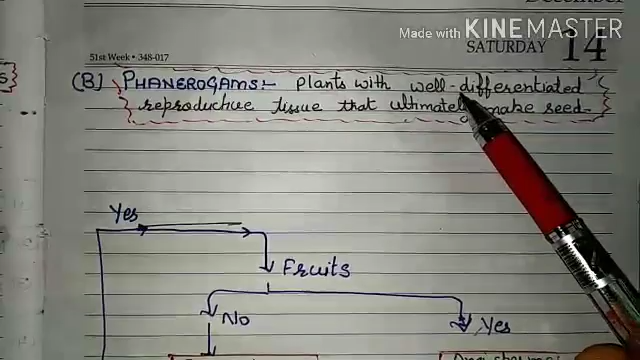 Made with KINEMASTER
51st Week • 348-017
SATURDAY 14
(B) PHANEROGAMS:- Plants with well-differentiated
reproductive tissue that ultimately make seed
Yes
Fruits
No
Yes